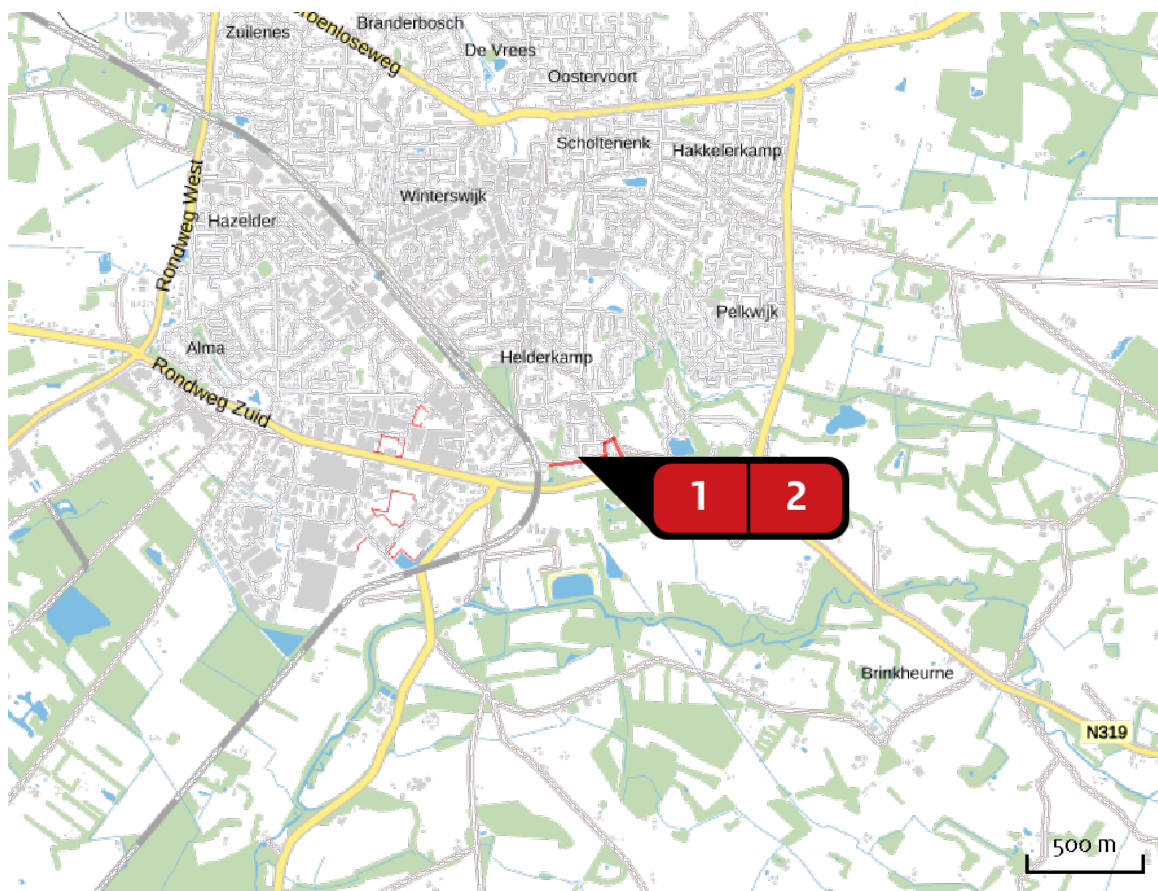 Branderbosch
Zuilenes
roenloseweg
De Vrees
Oostervoort
Scholtenenk
Hakkelerkamp
Rondweg West
Winterswijk
Hazelder
Pelkwijk
Alma
Helderkamp
Rondweg Zuid
1 2
Brinkheurne
N319
500 m